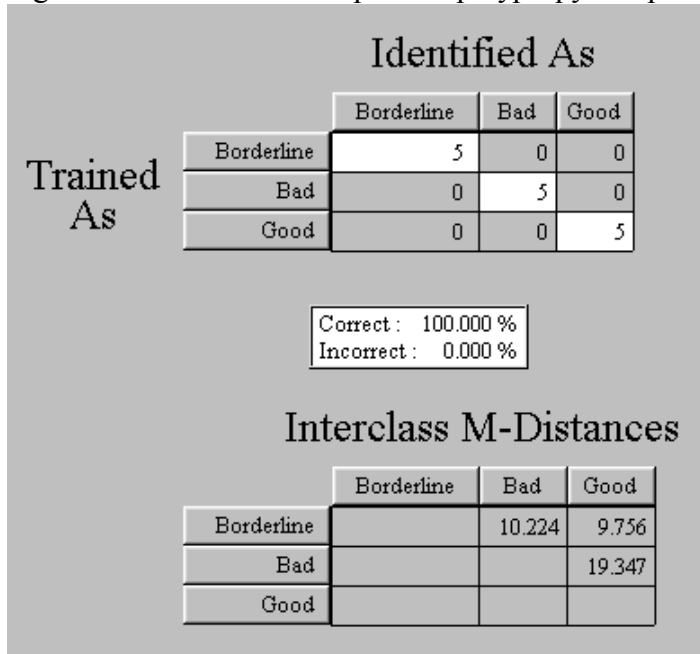 Identified As
Borderline Bad Good
Trained As
Borderline 5 0 0
Bad 0 5 0
Good 0 0 5
Correct : 100.000 %
Incorrect : 0.000 %
Interclass M-Distances
Borderline Bad Good
Borderline 10.224 9.756
Bad 19.347
Good